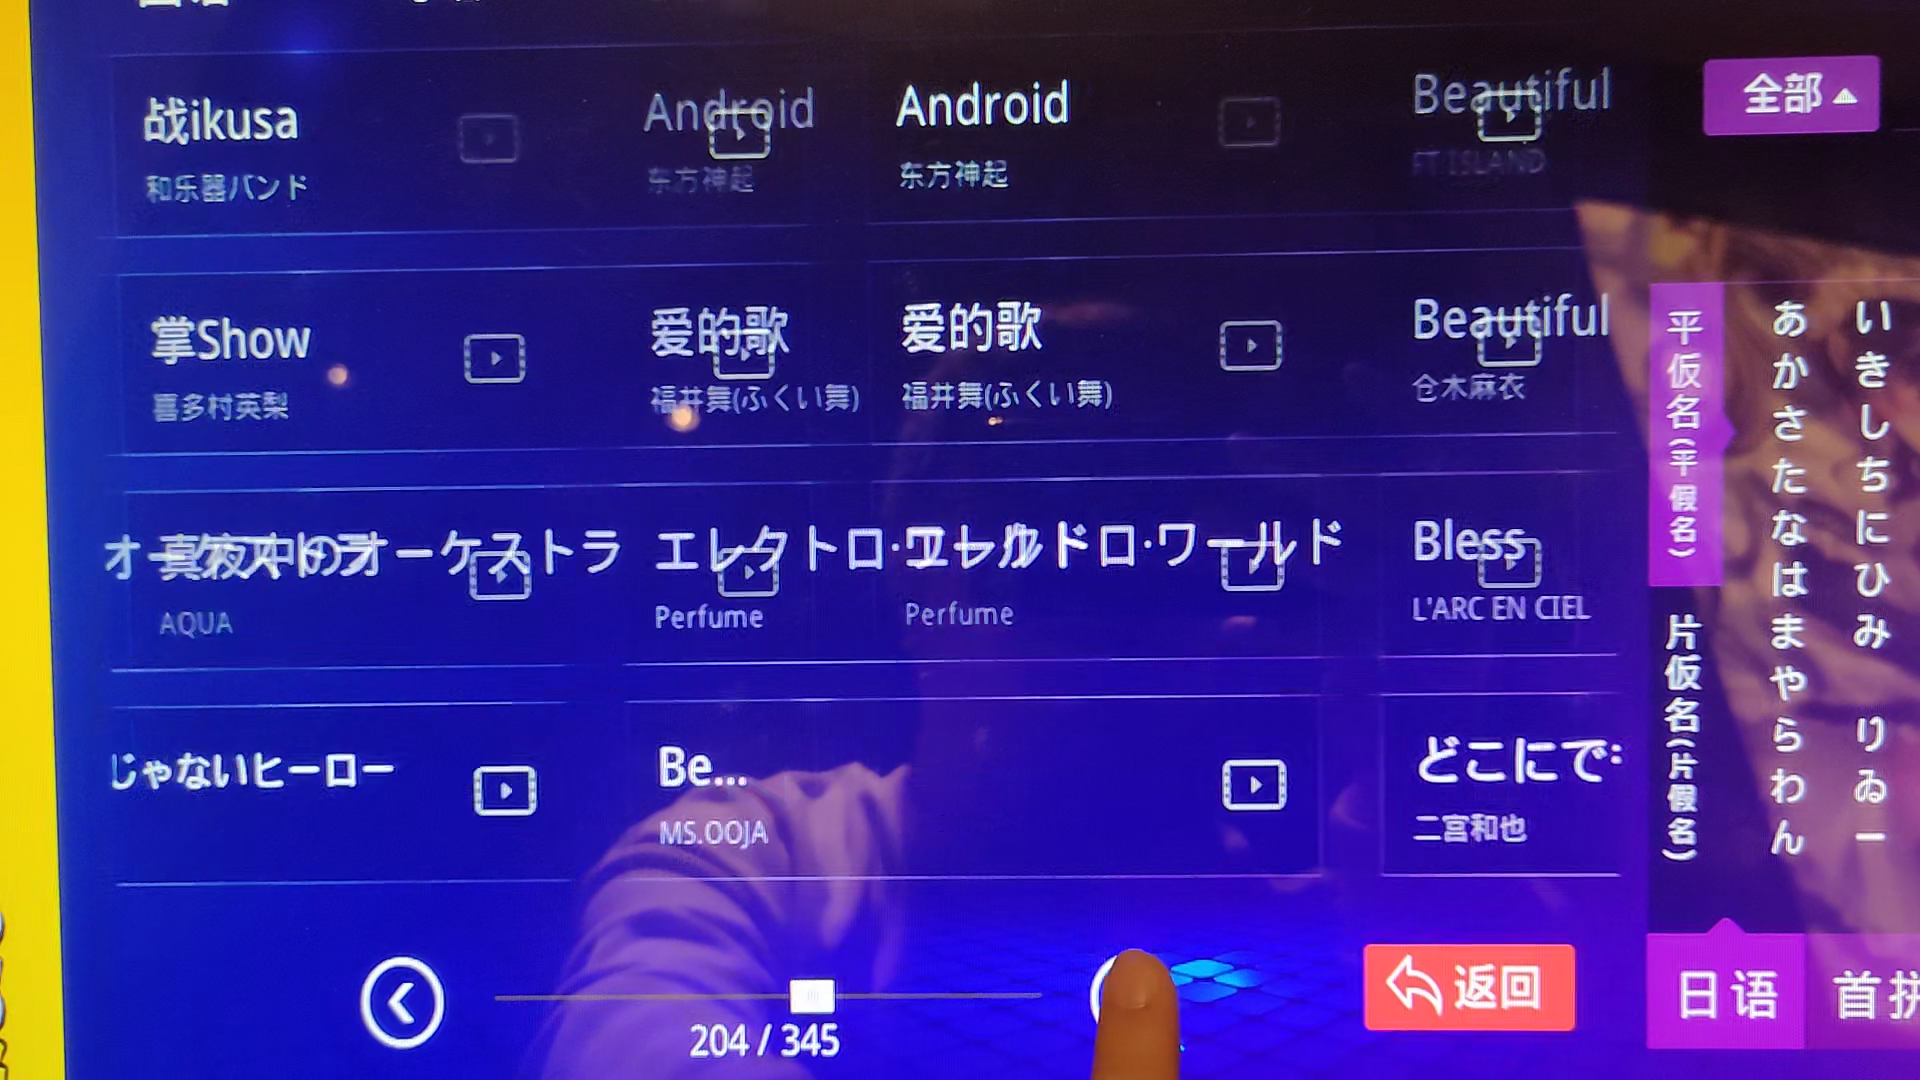 战ikusa
和乐器バンド
Android
东方神起
Android
东方神起
Beautiful
FT ISLAND
全部
掌Show
喜多村英梨
爱的歌
福井舞(ふくい舞)
爱的歌
福井舞(ふくい舞)
Beautiful
仓木麻衣
真夜中のオーケストラ
AQUA
エレクトロ·ワールド
Perfume
エレクトロ·ワールド
Perfume
Bless
L'ARC EN CIEL
じゃないヒーロー
Be...
MS.OOJA
どこにで
二宫和也
204 / 345
返回
平仮名(平假名)
片仮名(片假名)
あ い
か き
さ し
た ち
な に
は ひ
ま み
や
ら り
わ ゐ
ん ー
日语
首拼